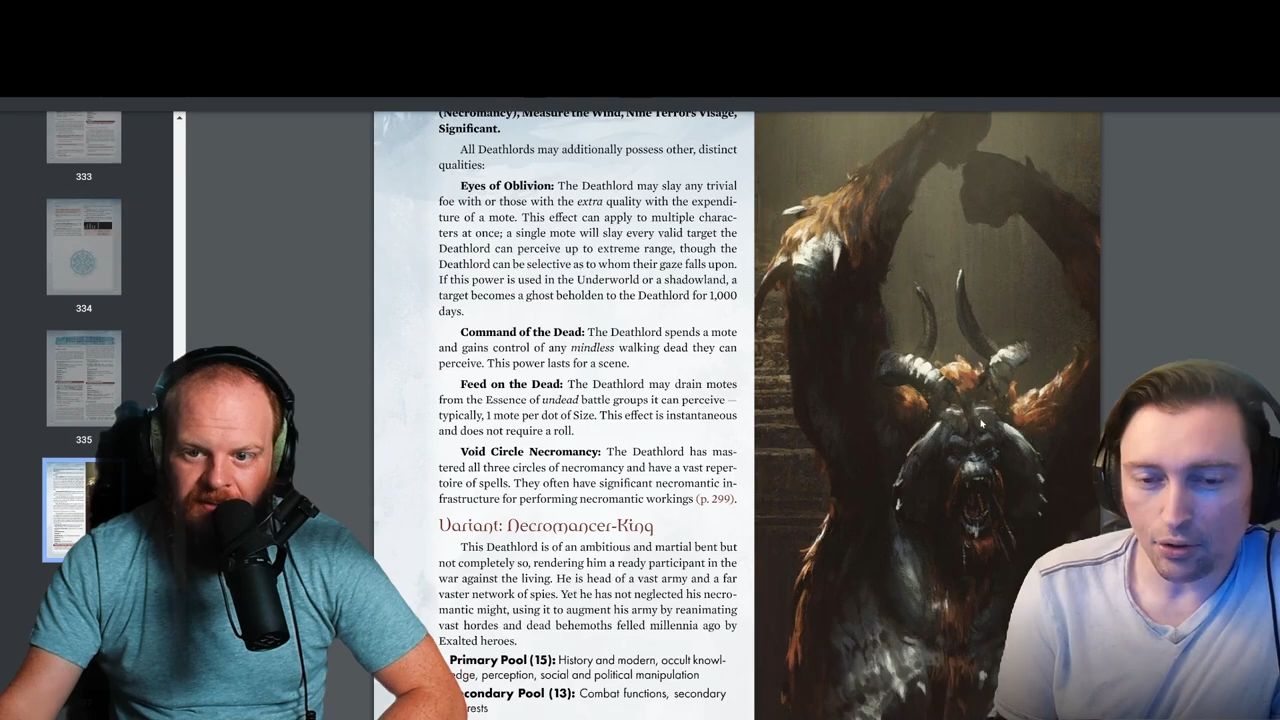 (Necromancy), Measure the Wind, Nine Terrors Visage,
Significant.
All Deathlords may additionally possess other, distinct
qualities:
Eyes of Oblivion: The Deathlord may slay any trivial
foe with or those with the extra quality with the expendi-
ture of a mote. This effect can apply to multiple charac-
ters at once; a single mote will slay every valid target the
Deathlord can perceive up to extreme range, though the
Deathlord can be selective as to whom their gaze falls upon.
If this power is used in the Underworld or a shadowland, a
target becomes a ghost beholden to the Deathlord for 1,000
days.
Command of the Dead: The Deathlord spends a mote
and gains control of any mindless walking dead they can
perceive. This power lasts for a scene.
Feed on the Dead: The Deathlord may drain motes
from the Essence of undead battle groups it can perceive —
typically, 1 mote per dot of Size. This effect is instantaneous
and does not require a roll.
Void Circle Necromancy: The Deathlord has mas-
tered all three circles of necromancy and have a vast reper-
toire of spells. They often have significant necromantic in-
frastructure for performing necromantic workings (p. 299).
Variant: Necromancer-King
This Deathlord is of an ambitious and martial bent but
not completely so, rendering him a ready participant in the
war against the living. He is head of a vast army and a far
vaster network of spies. Yet he has not neglected his necro-
mantic might, using it to augment his army by reanimating
vast hordes and dead behemoths felled millennia ago by
Exalted heroes.
Primary Pool (15): History and modern, occult knowl-
edge, perception, social and political manipulation
condary Pool (13): Combat functions, secondary
rests
333
334
335